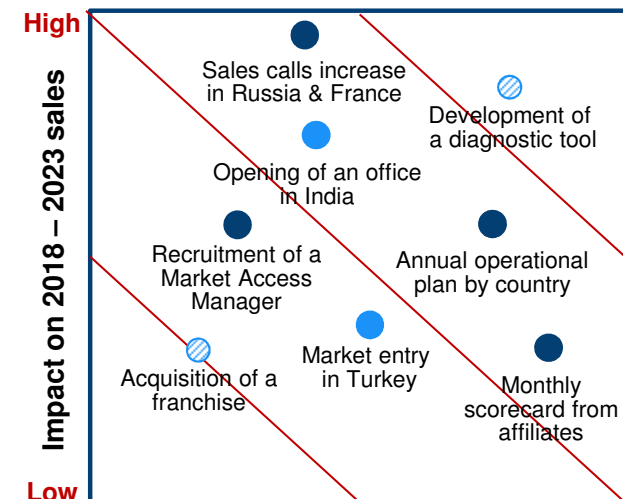 High
Impact on 2018 – 2023 sales
Sales calls increase
in Russia & France
Development of
a diagnostic tool
Opening of an office
in India
Recruitment of a
Market Access
Manager
Annual operational
plan by country
Market entry
in Turkey
Acquisition of a
franchise
Monthly
scorecard from
affiliates
Low